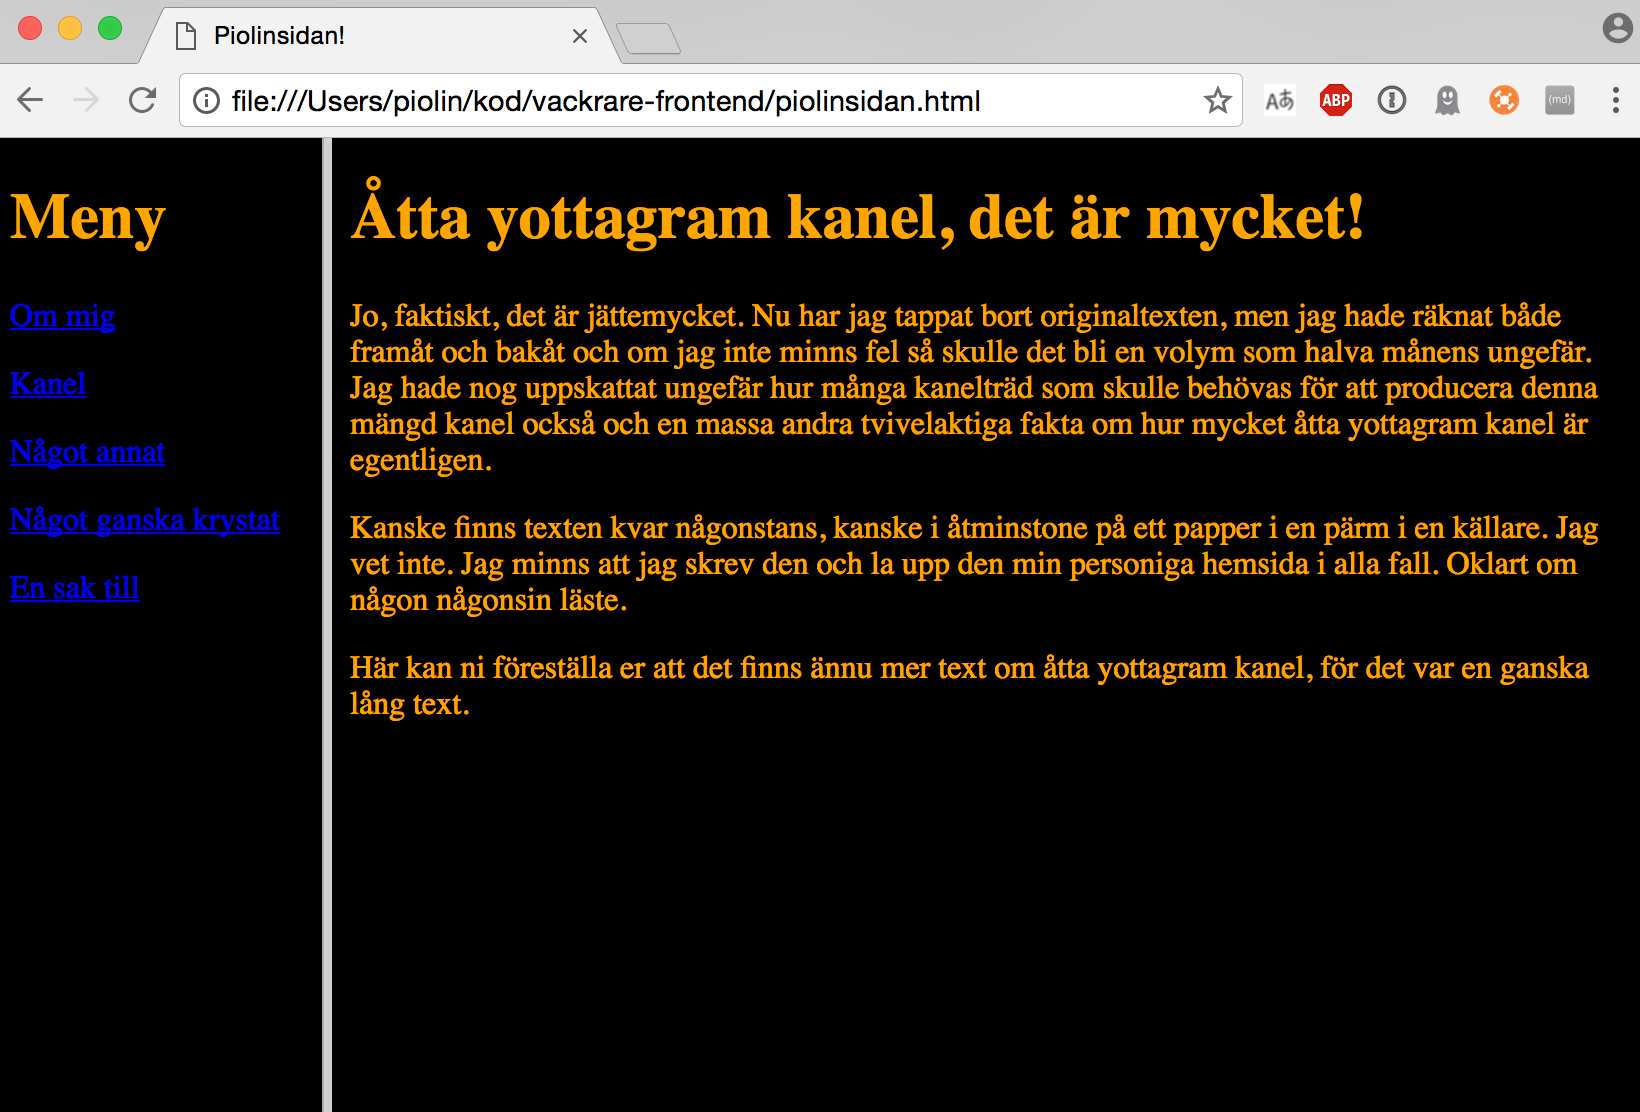 Piolinsidan!
file:///Users/piolin/kod/vackrare-frontend/piolinsidan.html
Aあ
ABP
(md)
Meny
Om mig
Kanel
Något annat
Något ganska krystat
En sak till
Åtta yottagram kanel, det är mycket!
Jo, faktiskt, det är jättemycket. Nu har jag tappat bort originaltexten, men jag hade räknat både
framåt och bakåt och om jag inte minns fel så skulle det bli en volym som halva månens ungefär.
Jag hade nog uppskattat ungefär hur många kanelträd som skulle behövas för att producera denna
mängd kanel också och en massa andra tvivelaktiga fakta om hur mycket åtta yottagram kanel är
egentligen.
Kanske finns texten kvar någonstans, kanske i åtminstone på ett papper i en pärm i en källare. Jag
vet inte. Jag minns att jag skrev den och la upp den min personiga hemsida i alla fall. Oklart om
någon någonsin läste.
Här kan ni föreställa er att det finns ännu mer text om åtta yottagram kanel, för det var en ganska
lång text.